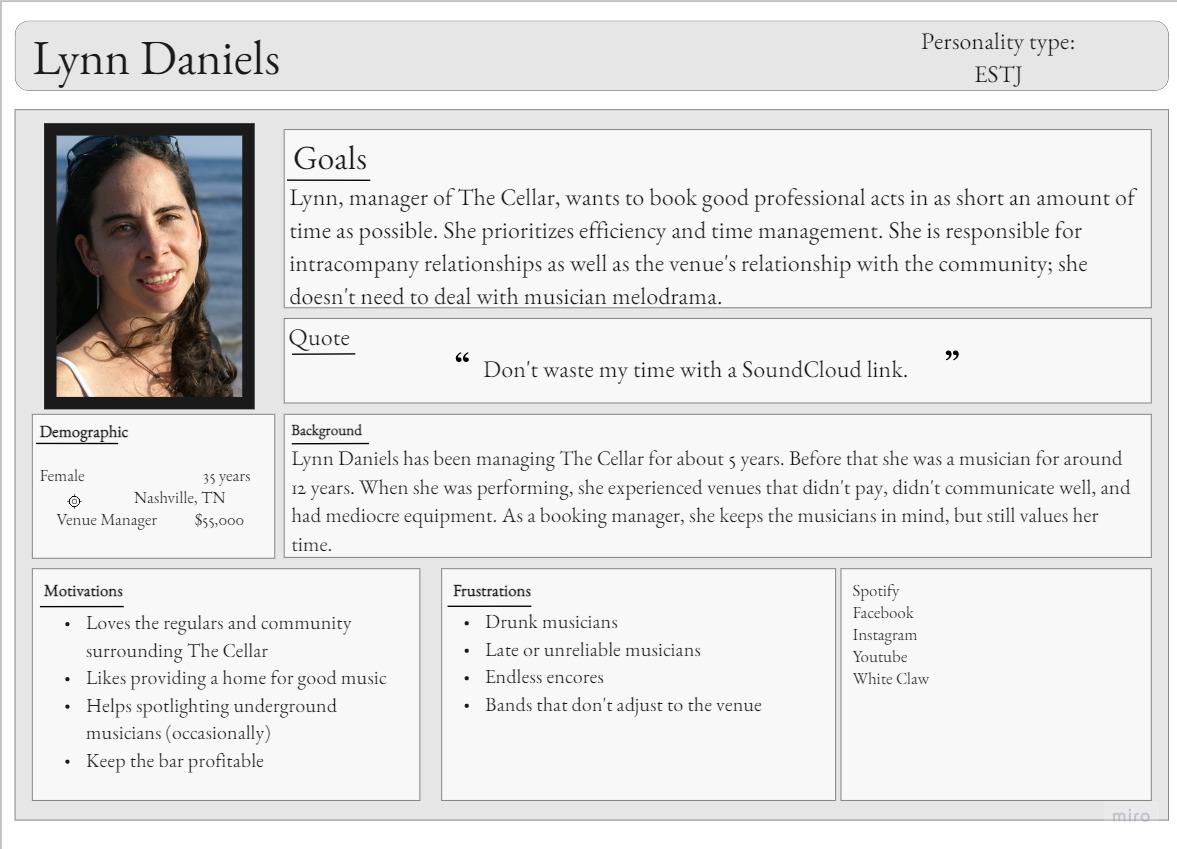 Lynn Daniels
Personality type:
ESTJ
Goals
Lynn, manager of The Cellar, wants to book good professional acts in as short an amount of
time as possible. She prioritizes efficiency and time management. She is responsible for
intracompany relationships as well as the venue's relationship with the community; she
doesn't need to deal with musician melodrama.
Quote
“ Don't waste my time with a SoundCloud link. ”
Demographic
Female 35 years
Nashville, TN
Venue Manager $55,000
Background
Lynn Daniels has been managing The Cellar for about 5 years. Before that she was a musician for around
12 years. When she was performing, she experienced venues that didn't pay, didn't communicate well, and
had mediocre equipment. As a booking manager, she keeps the musicians in mind, but still values her
time.
Motivations
• Loves the regulars and community
surrounding The Cellar
• Likes providing a home for good music
• Helps spotlighting underground
musicians (occasionally)
• Keep the bar profitable
Frustrations
• Drunk musicians
• Late or unreliable musicians
• Endless encores
• Bands that don't adjust to the venue
Spotify
Facebook
Instagram
Youtube
White Claw
miro